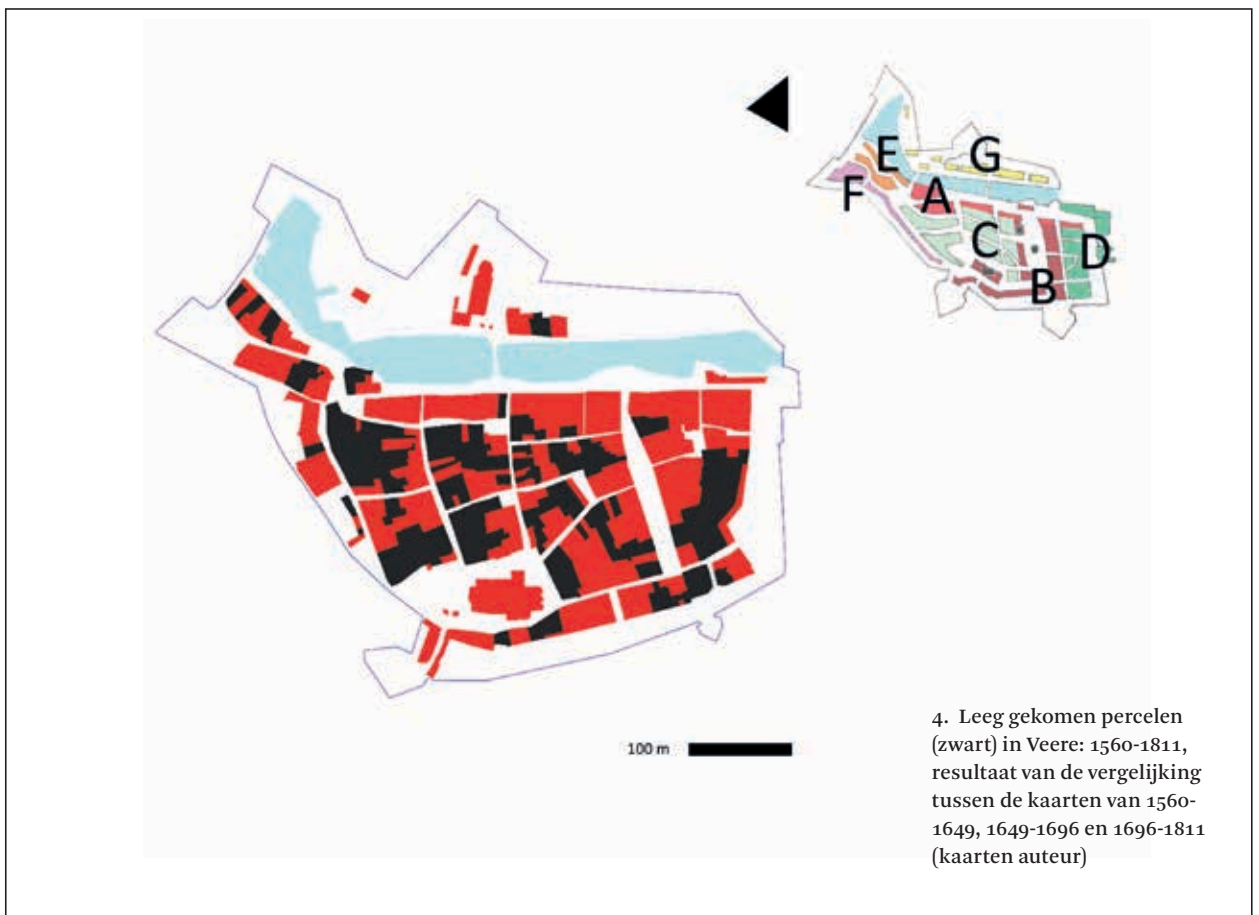 E
G
F
A
C
D
B
100 m
4. Leeg gekomen percelen
(zwart) in Veere: 1560-1811,
resultaat van de vergelijking
tussen de kaarten van 1560-
1649, 1649-1696 en 1696-1811
(kaarten auteur)